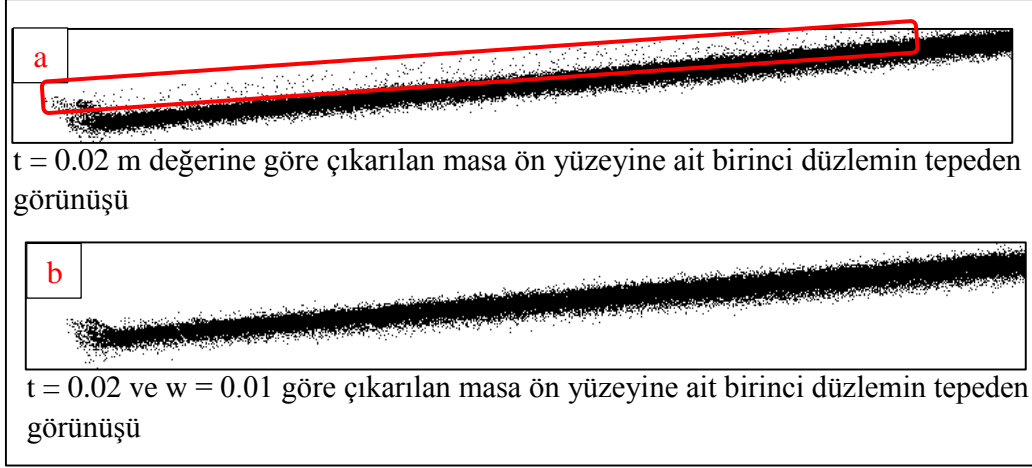 a
t = 0.02 m değerine göre çıkarılan masa ön yüzeyine ait birinci düzlemin tepeden
görünüşü
b
t = 0.02 ve w = 0.01 göre çıkarılan masa ön yüzeyine ait birinci düzlemin tepeden
görünüşü